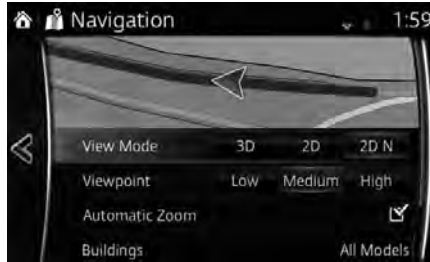 Navigation 1:59
View Mode 3D 2D 2D N
Viewpoint Low Medium High
Automatic Zoom
Buildings All Models